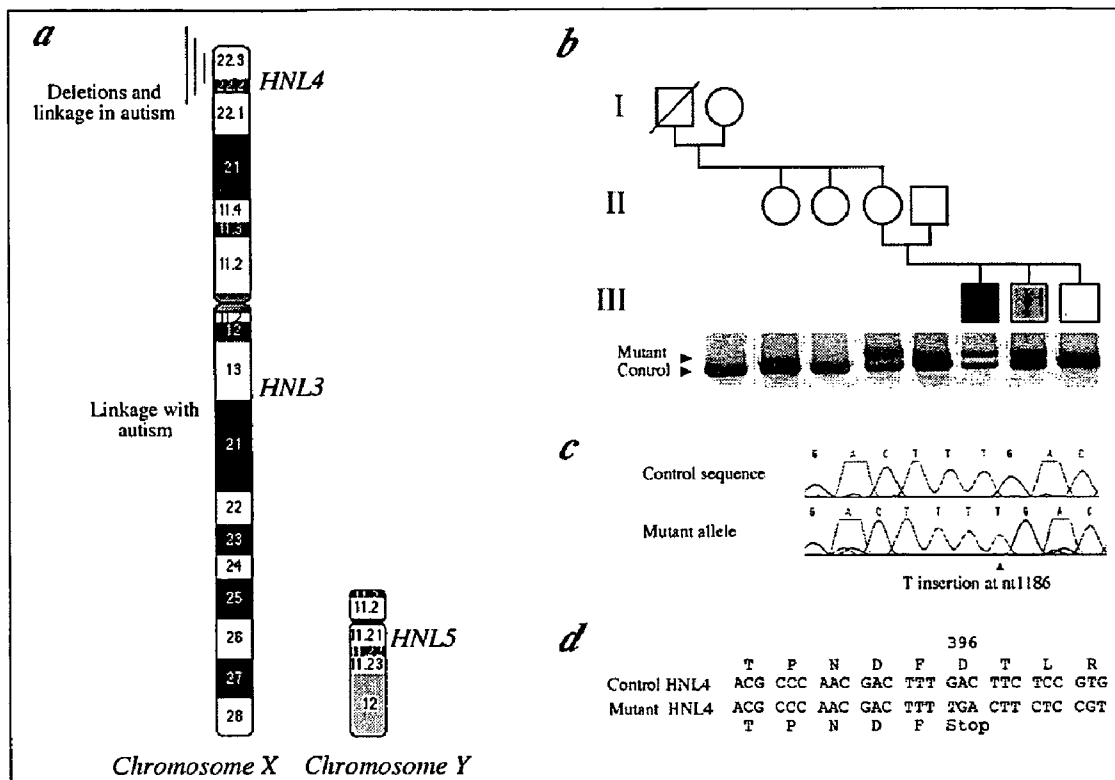 a
Deletions and
linkage in autism
22.3
HNL4
22.1
21
11.4
11.3
11.2
12
13
HNL3
Linkage with
autism
21
22
23
24
25
26
27
28
11.2
11.21
HNL5
11.23
12
Chromosome X
Chromosome Y
b
I
II
III
Mutant
Control
c
G A C T T T G A C
Control sequence
G A C T T T T G A C
Mutant allele
T insertion at nt1186
d
396
T P N D F D T L R
Control HNL4 ACG CCC AAC GAC TTT GAC TTC TCC GTG
Mutant HNL4 ACG CCC AAC GAC TTT TGA CTT CTC CGT
T P N D F Stop